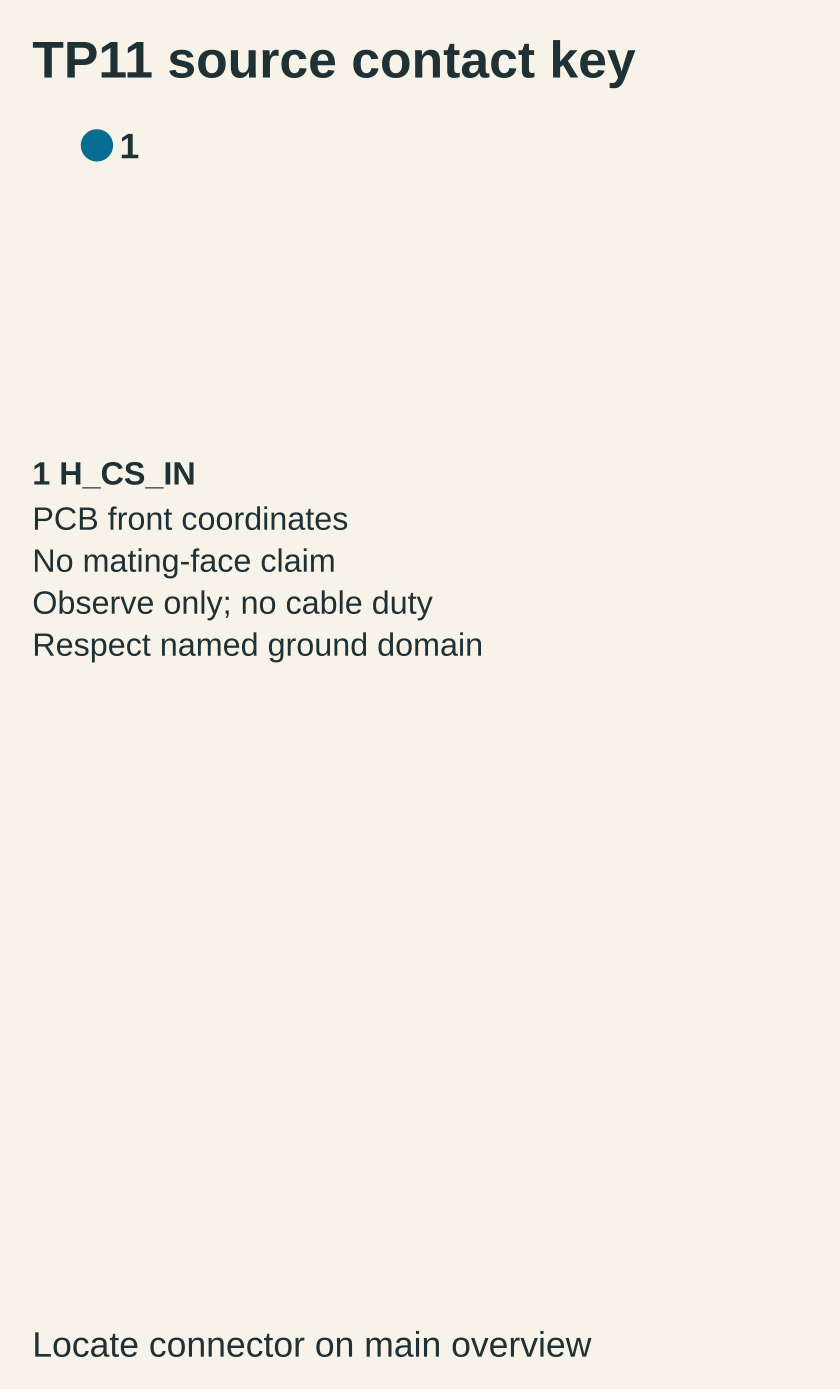 TP11 source contact key
1
1 H_CS_IN
PCB front coordinates
No mating-face claim
Observe only; no cable duty
Respect named ground domain
Locate connector on main overview